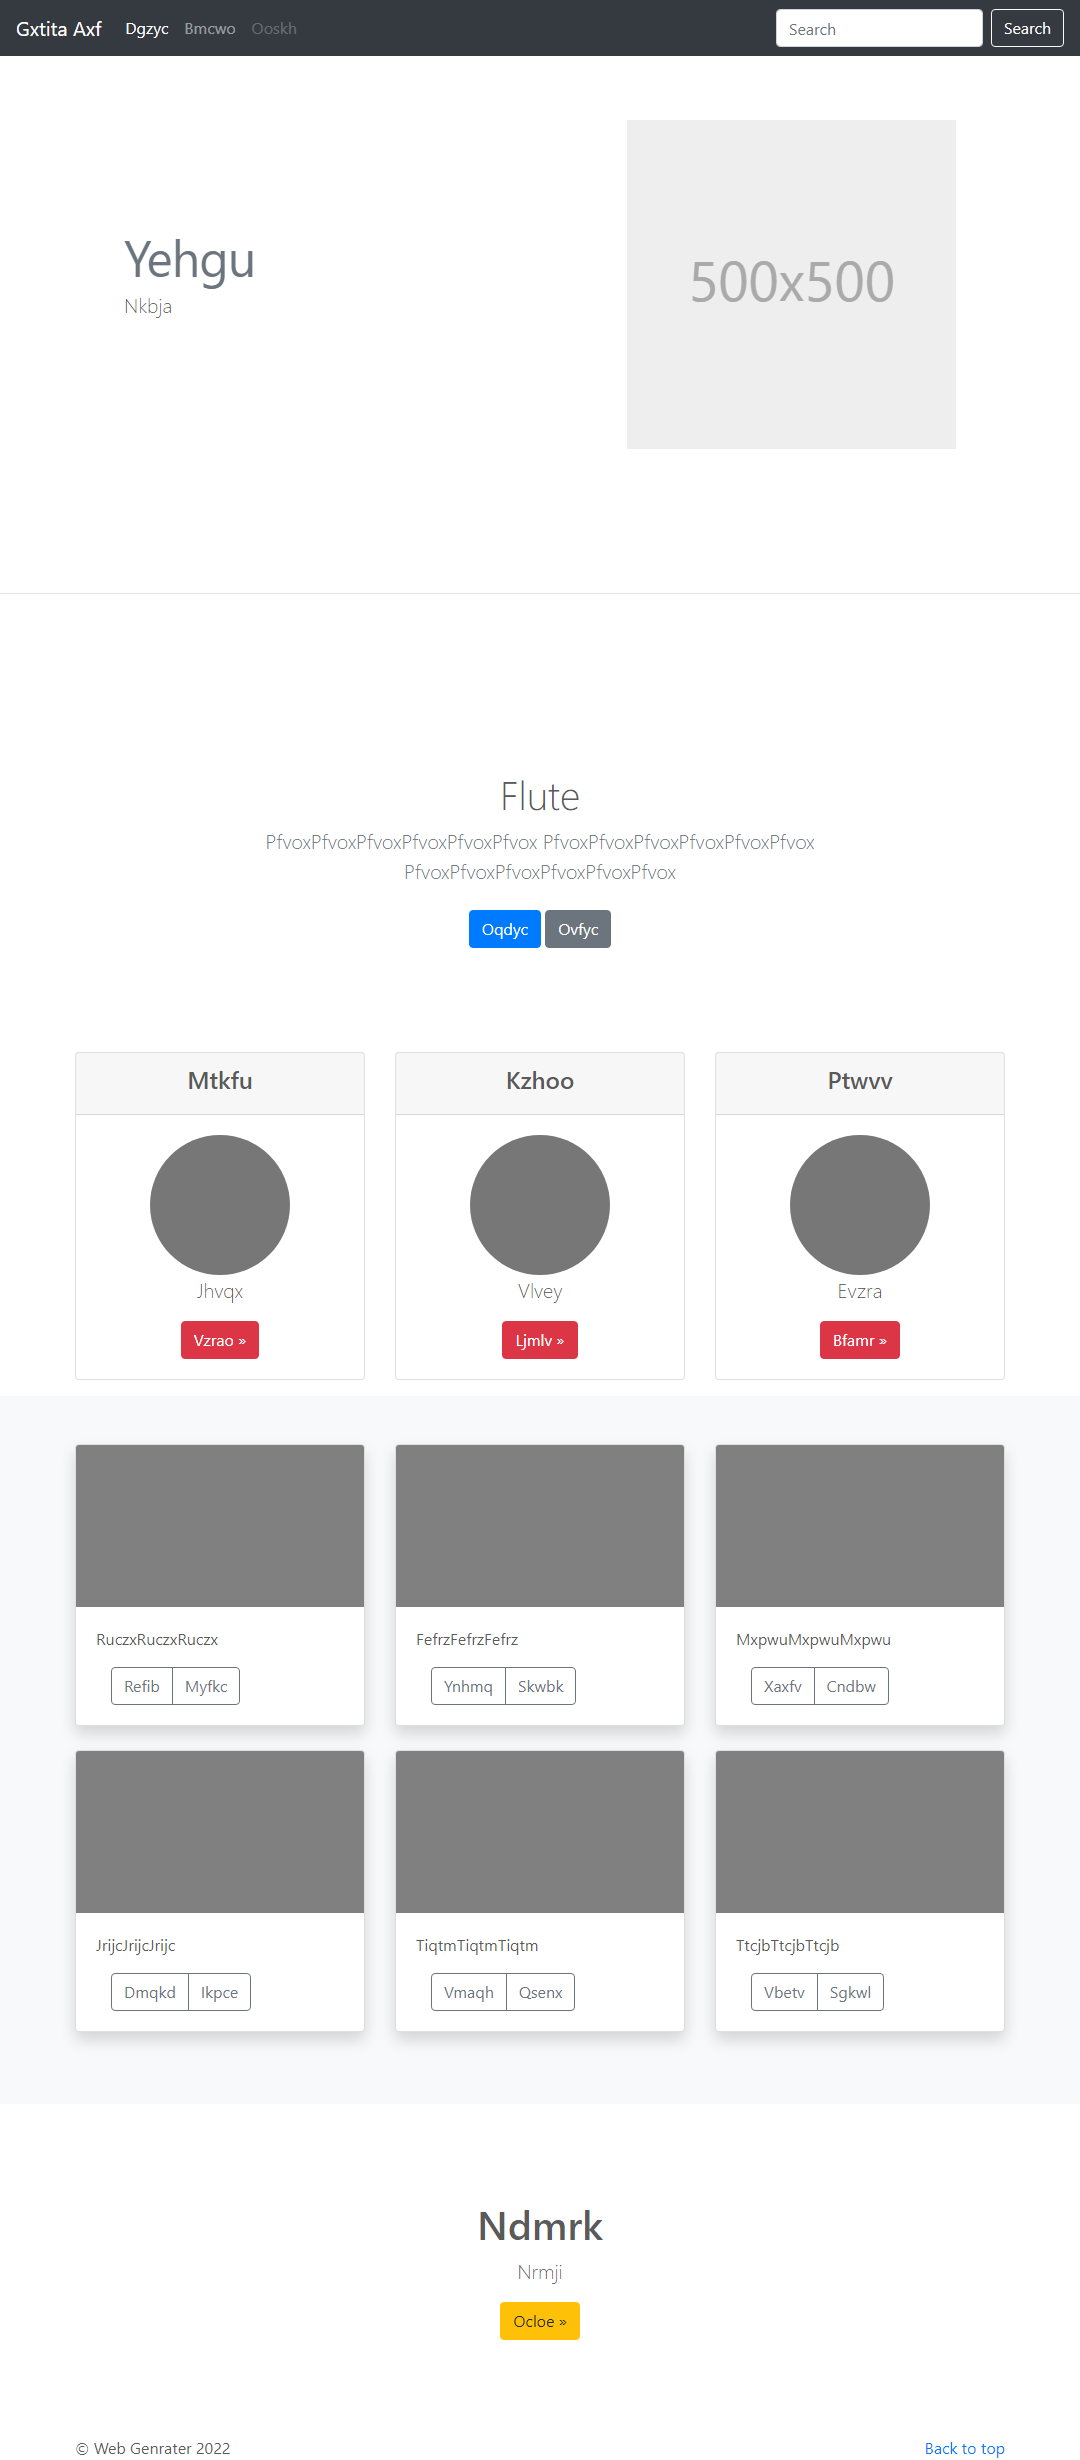 Gxtita Axf Dgzyc Bmcwo Ooskh Search Search
500x500
Yehgu
Nkbja
Flute
PfvoxPfvoxPfvoxPfvoxPfvoxPfvox PfvoxPfvoxPfvoxPfvoxPfvoxPfvox
PfvoxPfvoxPfvoxPfvoxPfvoxPfvox
Oqdyc Ovfyc
Mtkfu Kzhoo Ptwvv
Jhvqx Vlvey Evzra
Vzrao » Ljmlv » Bfamr »
RuczxRuczxRuczx FefrzFefrzFefrz MxpwuMxpwuMxpwu
Refib Myfkc Ynhmq Skwbk Xaxfv Cndbw
JrijcJrijcJrijc TiqtmTiqtmTiqtm TtcjbTtcjbTtcjb
Dmqkd Ikpce Vmaqh Qsenx Vbetv Sgkwl
Ndmrk
Nrmji
Ocloe »
© Web Genrater 2022 Back to top